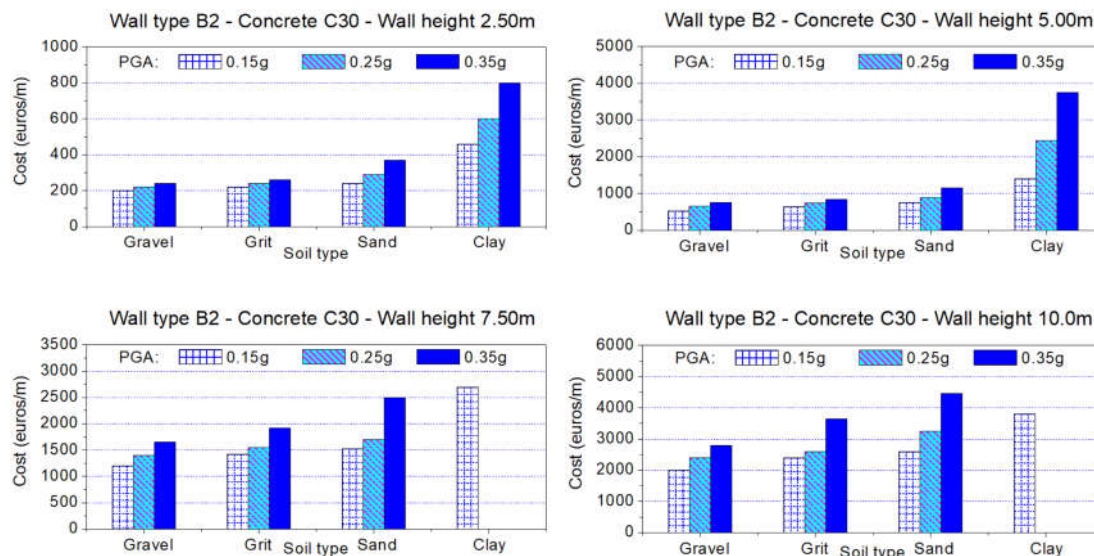 Wall type B2 - Concrete C30 - Wall height 2.50m
1000
PGA: 0.15g 0.25g 0.35g
800
600
400
200
0
Cost (euros/m)
Gravel Grit Sand Clay
Soil type
Wall type B2 - Concrete C30 - Wall height 5.00m
5000
PGA: 0.15g 0.25g 0.35g
4000
3000
2000
1000
0
Cost (euros/m)
Gravel Grit Sand Clay
Soil type
Wall type B2 - Concrete C30 - Wall height 7.50m
3500
PGA: 0.15g 0.25g 0.35g
3000
2500
2000
1500
1000
500
0
Cost (euros/m)
Gravel Grit Sand Clay
Soil type
Wall type B2 - Concrete C30 - Wall height 10.0m
6000
PGA: 0.15g 0.25g 0.35g
5000
4000
3000
2000
1000
0
Cost (euros/m)
Gravel Grit Sand Clay
Soil type